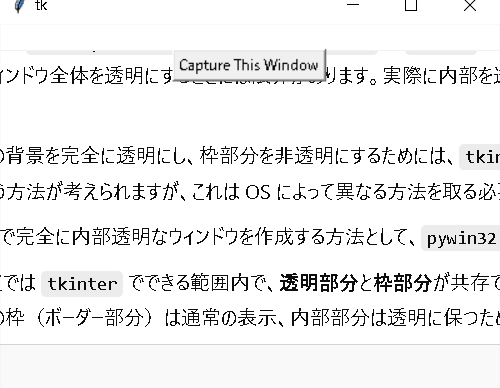 tk
Capture This Window
ィンドウ全体を透明にす
あります。実際に内部を透
の背景を完全に透明にし、枠部分を非透明にするためには、 tkin
う方法が考えられますが、これは OS によって異なる方法を取る必
で完全に内部透明なウィンドウを作成する方法として、 pywin32
では tkinter でできる範囲内で、透明部分と枠部分が共存で
の枠（ボーダー部分）は通常の表示、内部部分は透明に保つため